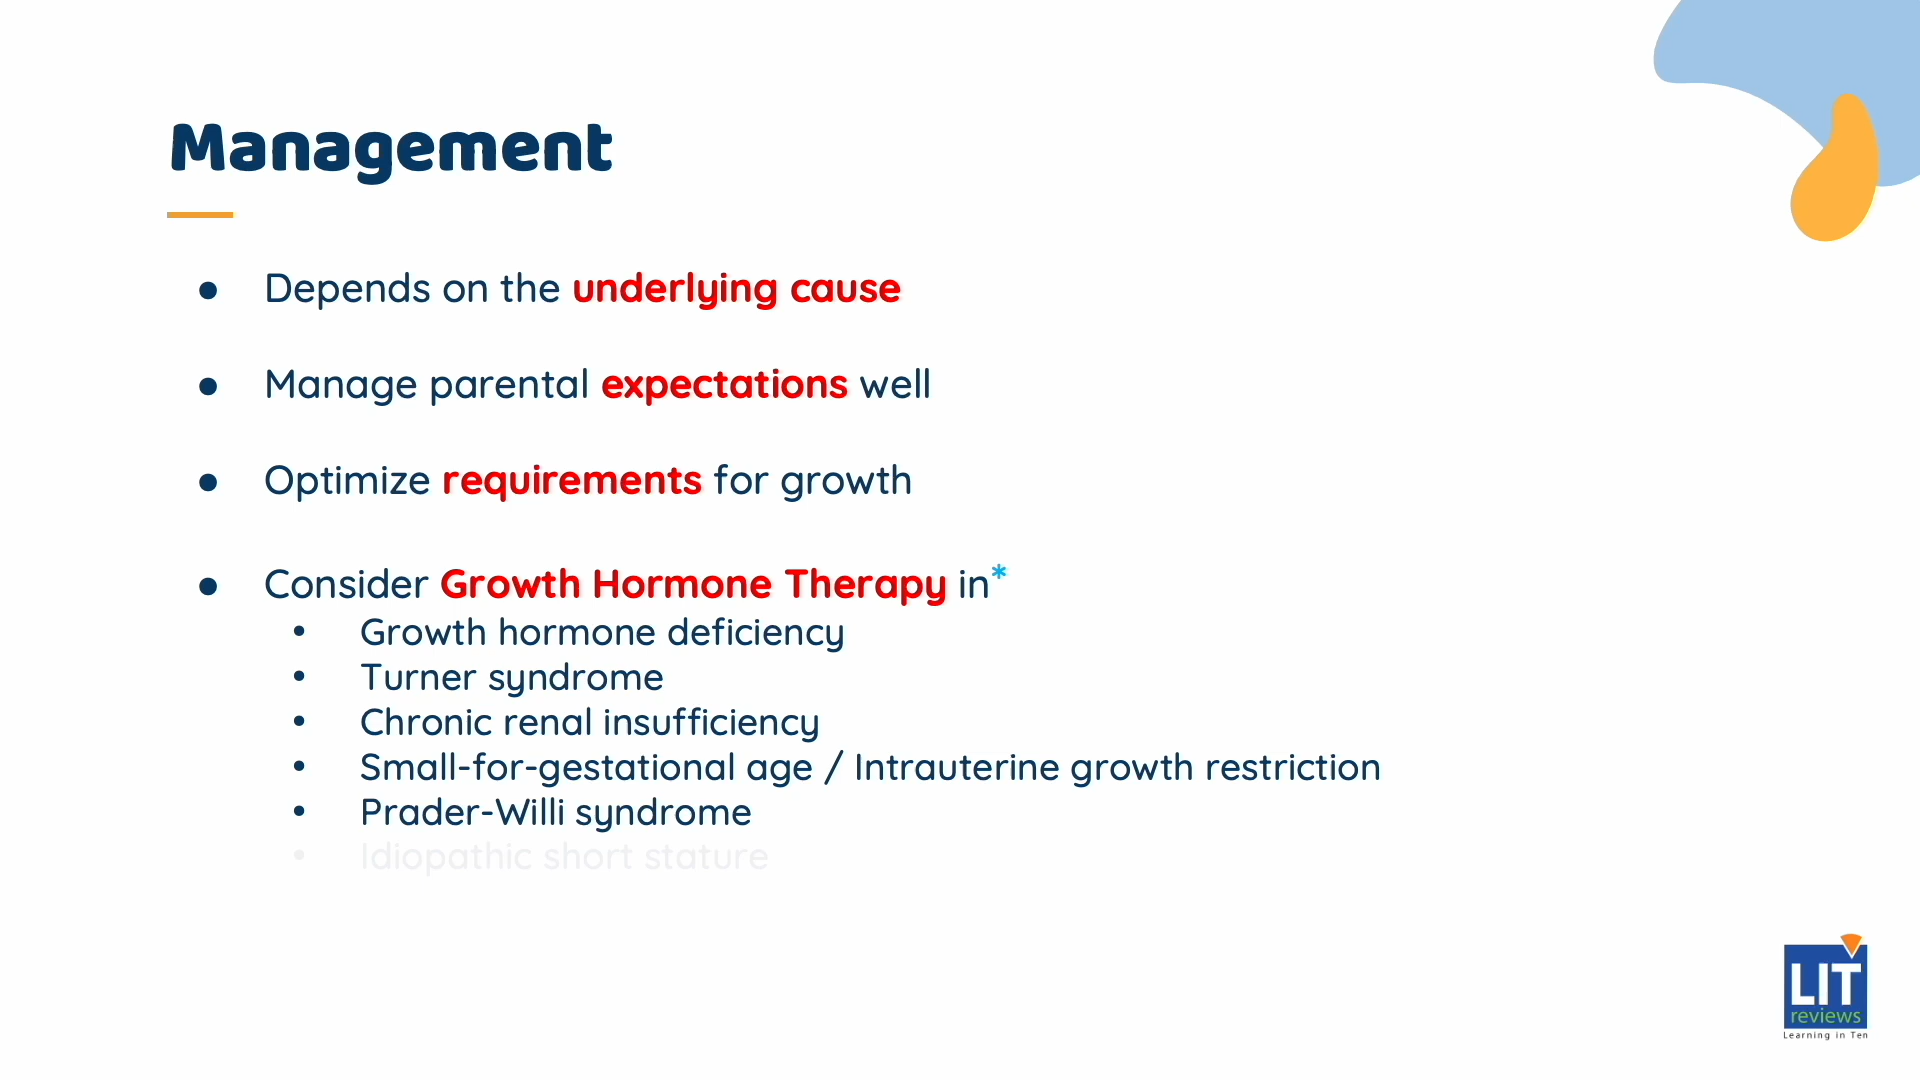 Management
● Depends on the underlying cause
● Manage parental expectations well
● Optimize requirements for growth
● Consider Growth Hormone Therapy in*
• Growth hormone deficiency
• Turner syndrome
• Chronic renal insufficiency
• Small-for-gestational age / Intrauterine growth restriction
• Prader-Willi syndrome
• Idiopathic short stature
LIT
reviews
Learning in Ten